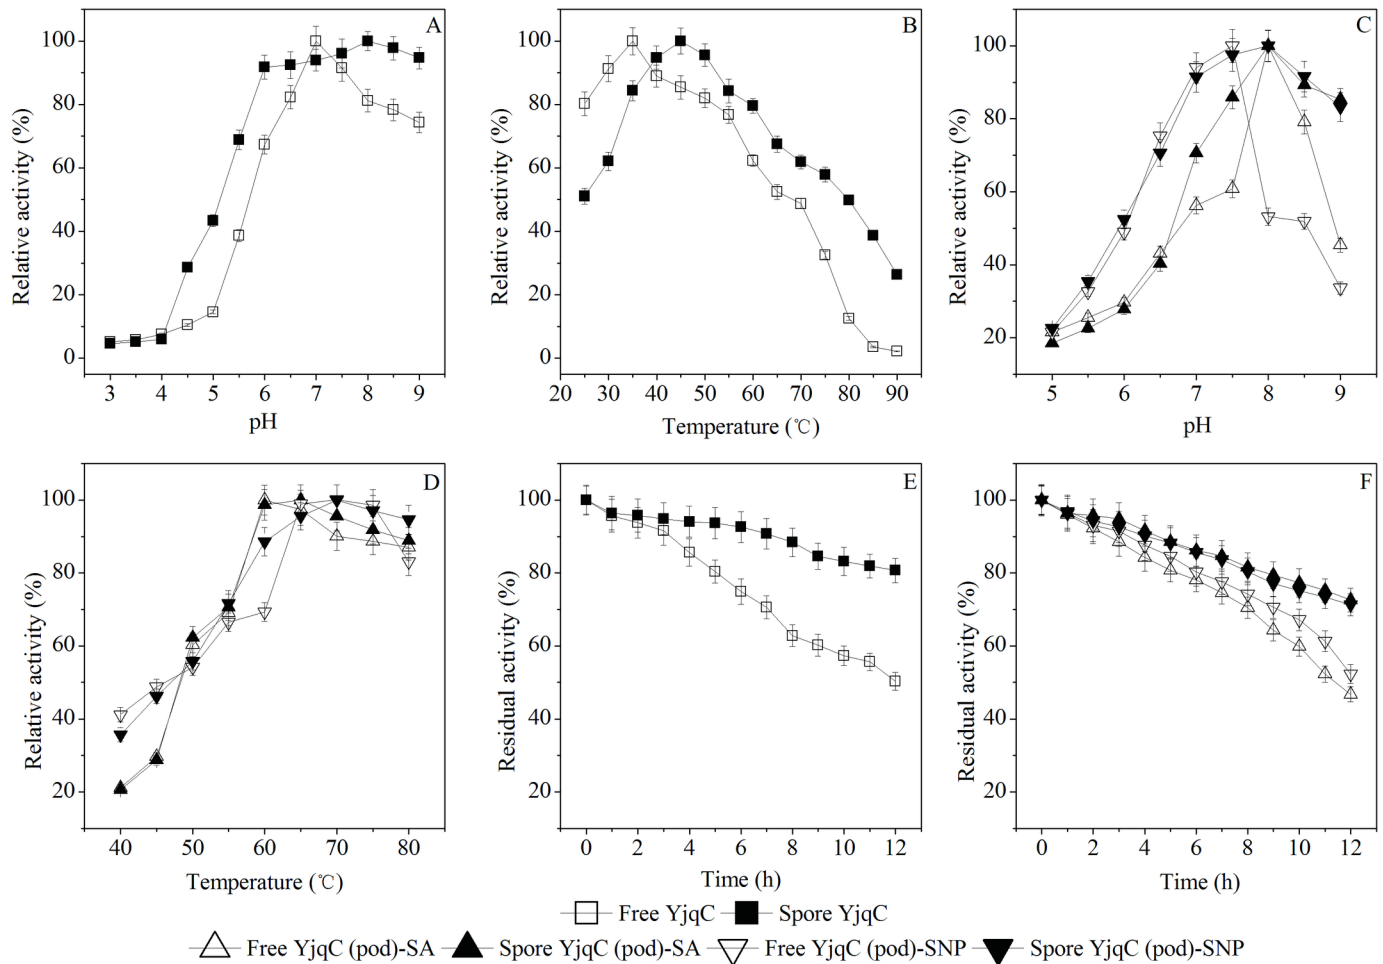 A
Relative activity (%)
100
80
60
40
20
0
3 4 5 6 7 8 9
pH
B
Relative activity (%)
100
80
60
40
20
0
20 30 40 50 60 70 80 90
Temperature (℃)
C
Relative activity (%)
100
80
60
40
20
5 6 7 8 9
pH
D
Relative activity (%)
100
80
60
40
20
40 50 60 70 80
Temperature (℃)
E
Residual activity (%)
100
80
60
40
20
0 2 4 6 8 10 12
Time (h)
F
Residual activity (%)
100
80
60
40
20
0 2 4 6 8 10 12
Time (h)
Free YjqC Spore YjqC
Free YjqC (pod)-SA Spore YjqC (pod)-SA Free YjqC (pod)-SNP Spore YjqC (pod)-SNP